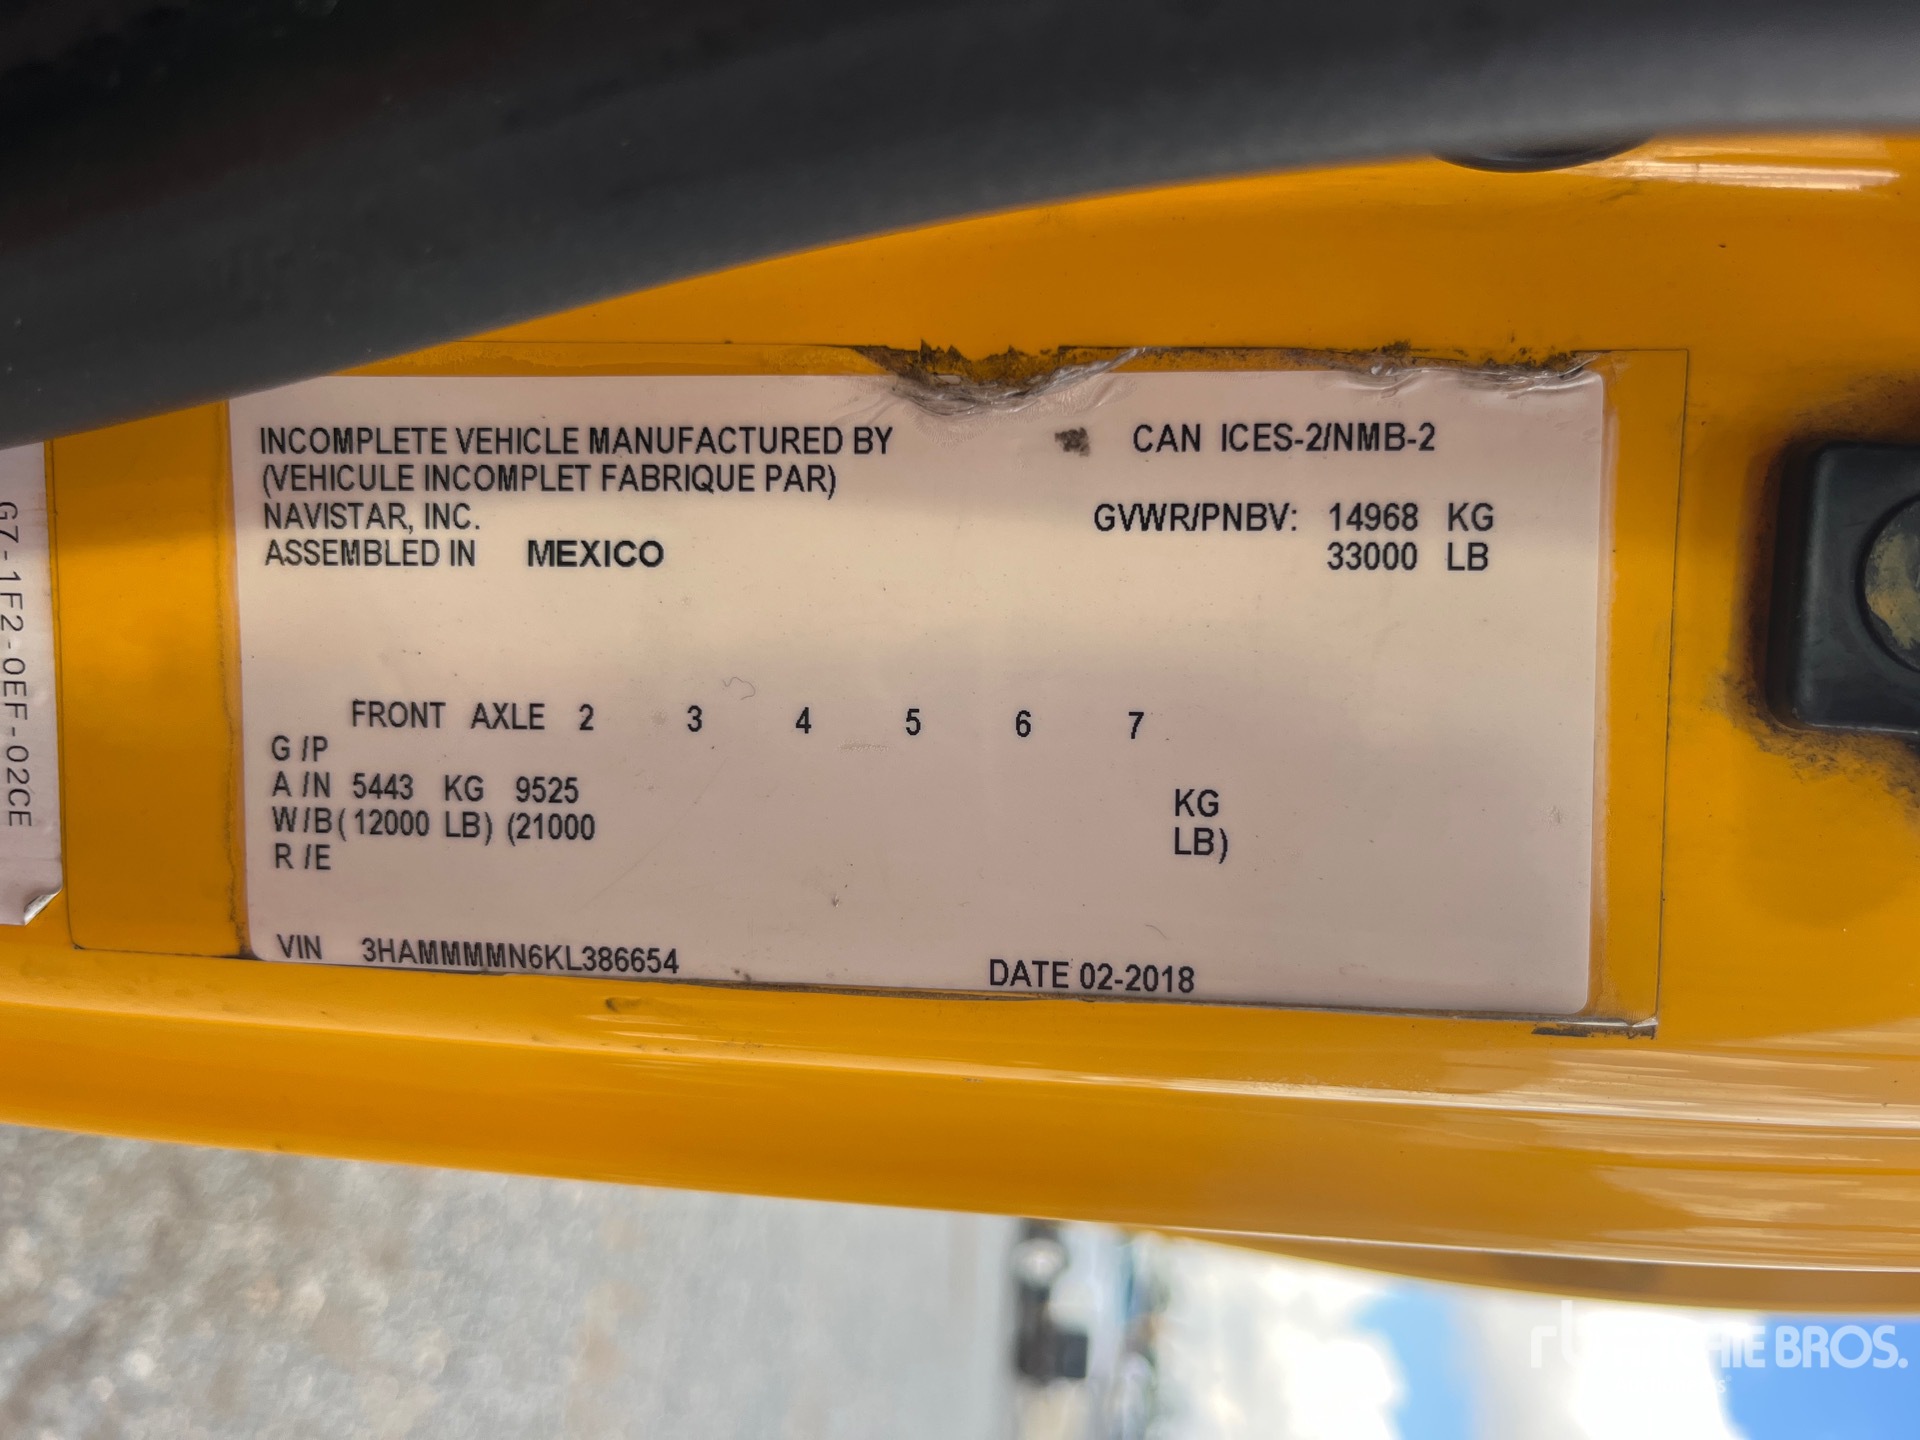 INCOMPLETE VEHICLE MANUFACTURED BY
(VEHICULE INCOMPLET FABRIQUE PAR)
NAVISTAR, INC.
ASSEMBLED IN MEXICO
CAN ICES-2/NMB-2
GVWR/PNBV: 14968 KG
33000 LB
FRONT AXLE 2 3 4 5 6 7
G /P
A /N 5443 KG 9525 KG
W/B (12000 LB) (21000 LB)
R /E
VIN 3HAMMMMN6KL386654
DATE 02-2018
G7-1F2-0EF-02CE
BROS.